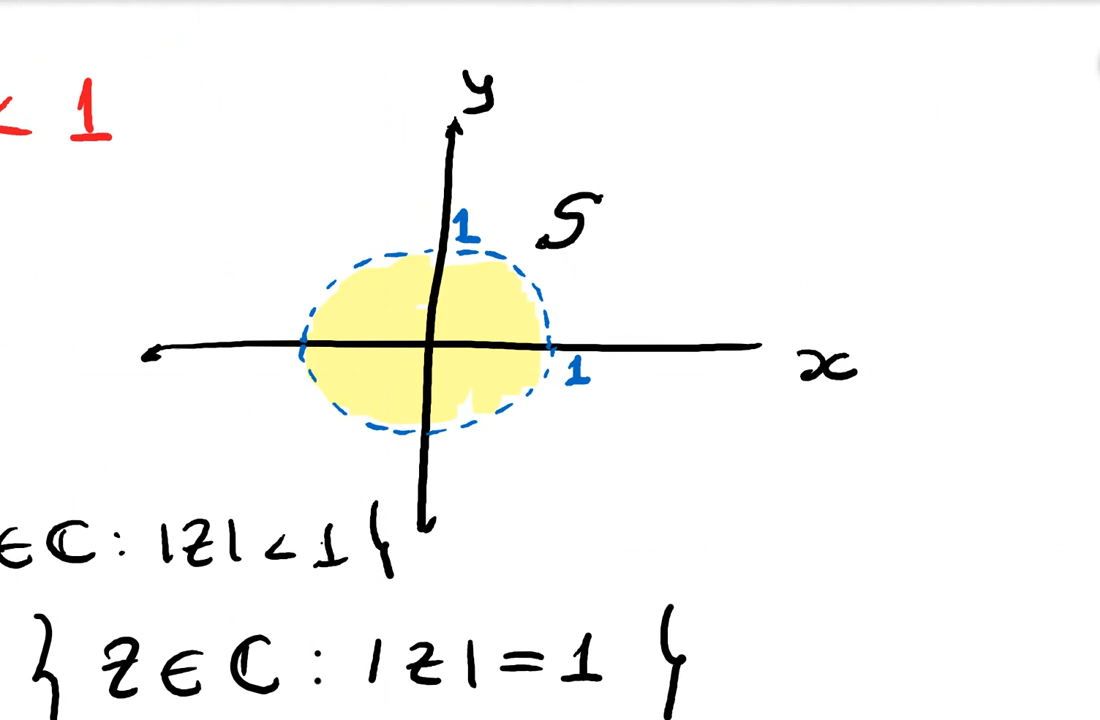 < 1
y
1
S
1
x
∈ ℂ : |z| < 1 }
{ z ∈ ℂ : |z| = 1 }